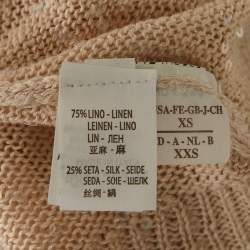 75% LINO - LINEN
LEINEN - LINO
LIN - ЛЕН
亚麻 - 麻
25% SETA - SILK - SEIDE
SEDA - SOIE - ШЕЛК
丝绸 - 絹
USA-FE-GB-J-CH
XS
D - A - NL - B
XXS